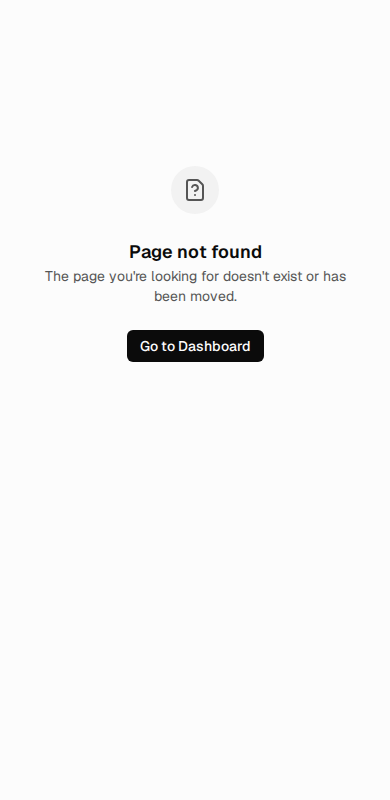 Page not found
The page you're looking for doesn't exist or has
been moved.
Go to Dashboard